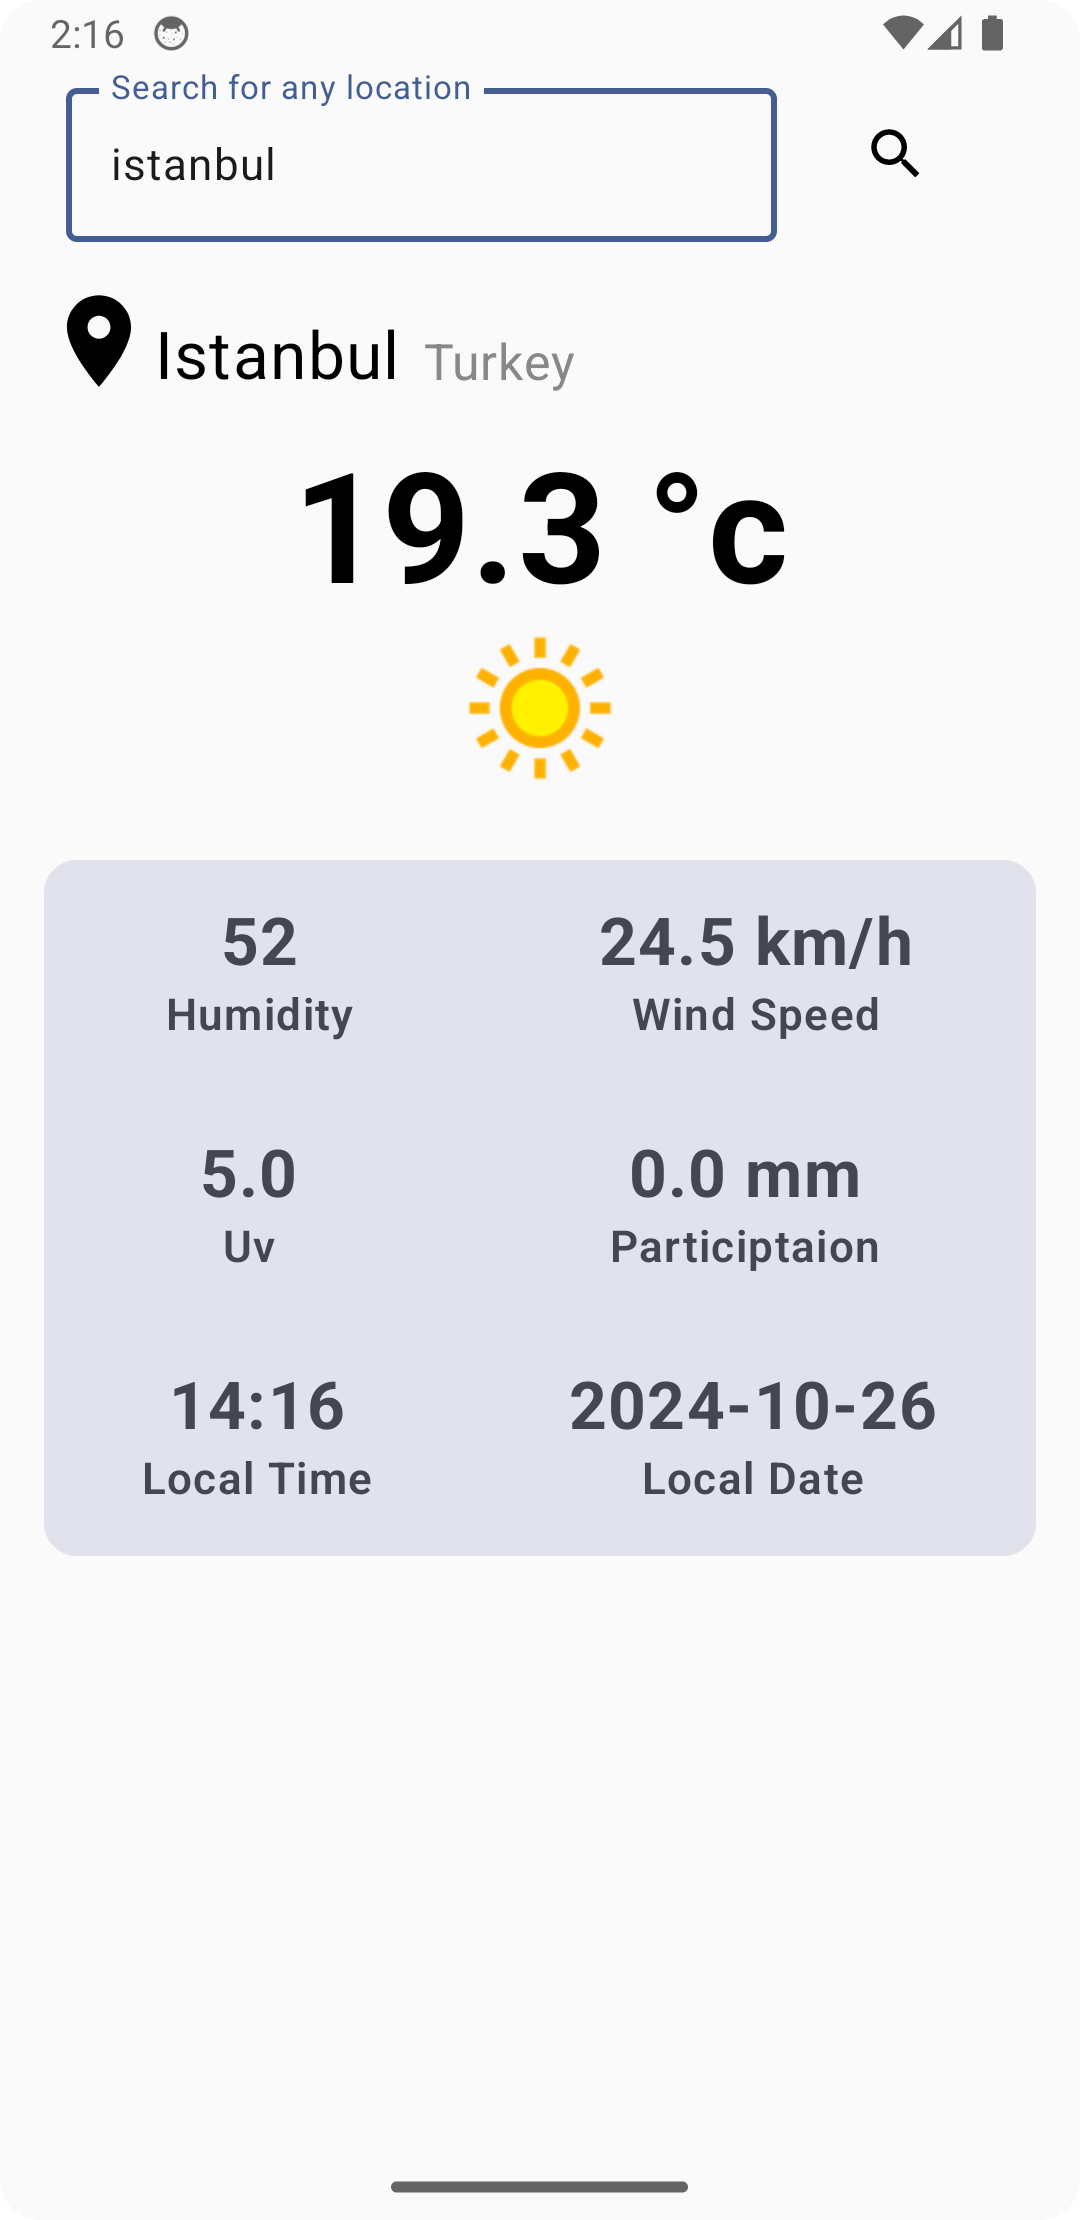 2:16
Search for any location
istanbul
Istanbul Turkey
19.3 °c
52 24.5 km/h
Humidity Wind Speed
5.0 0.0 mm
Uv Participtaion
14:16 2024-10-26
Local Time Local Date